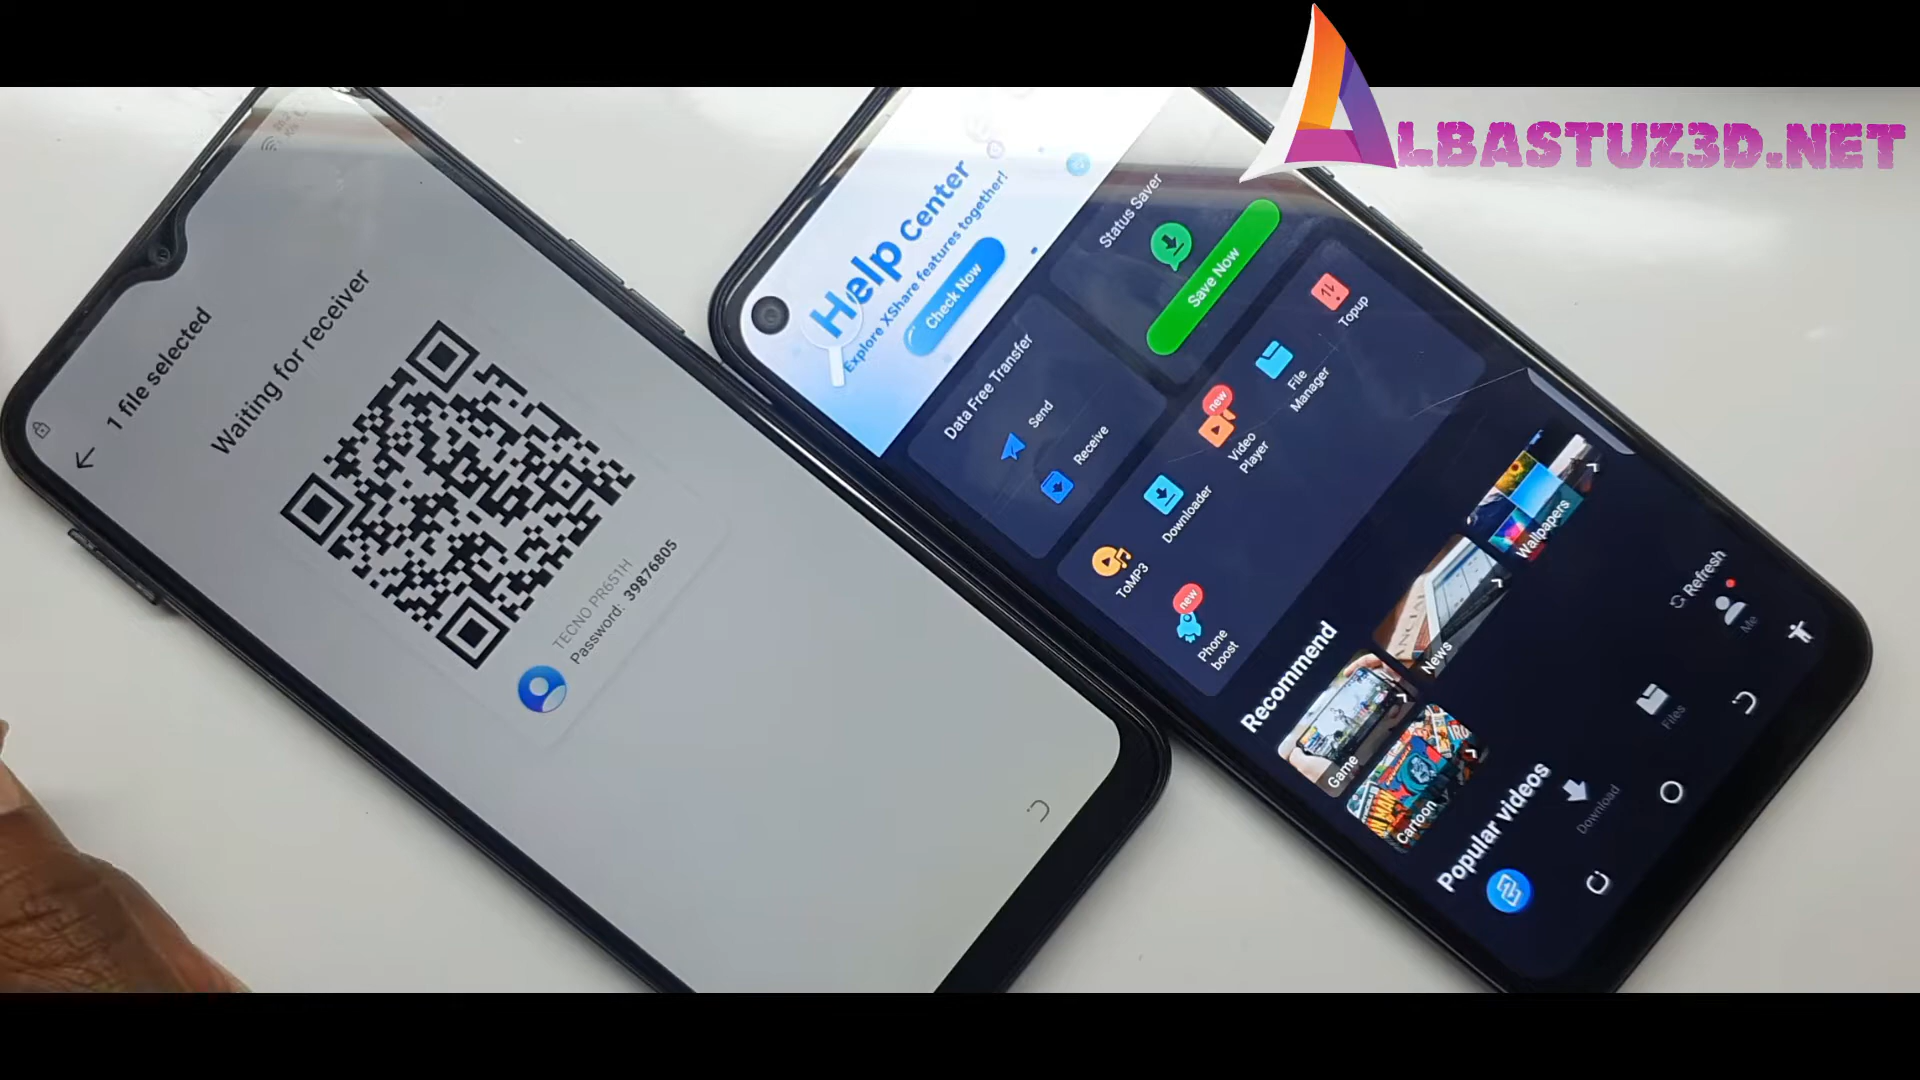 ALBASTUZ3D.NET
1 file selected
Waiting for receiver
TECNO PR651H
Password: 39876805
Help Center
Explore XShare features together!
Check Now
Data Free Transfer
Send
Receive
Status Saver
Save Now
ToMP3
Downloader
new
Video
Player
File
Manager
Topup
new
Phone
boost
Recommend
Refresh
Game
Cartoon
News
Wallpapers
Popular videos
Download
Files
Me